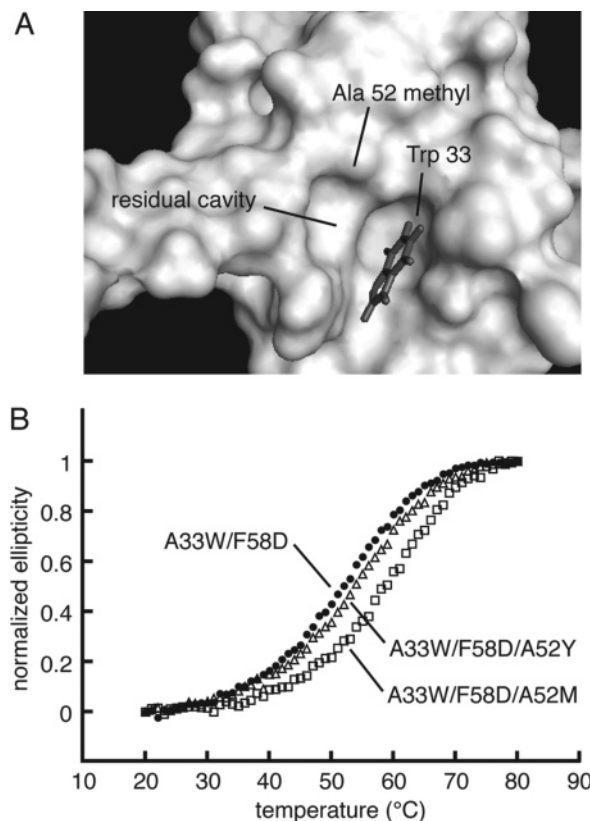 A
Ala 52 methyl
Trp 33
residual cavity
B
normalized ellipticity
1
0.8
0.6
0.4
0.2
0
A33W/F58D
A33W/F58D/A52Y
A33W/F58D/A52M
10 20 30 40 50 60 70 80 90
temperature (°C)